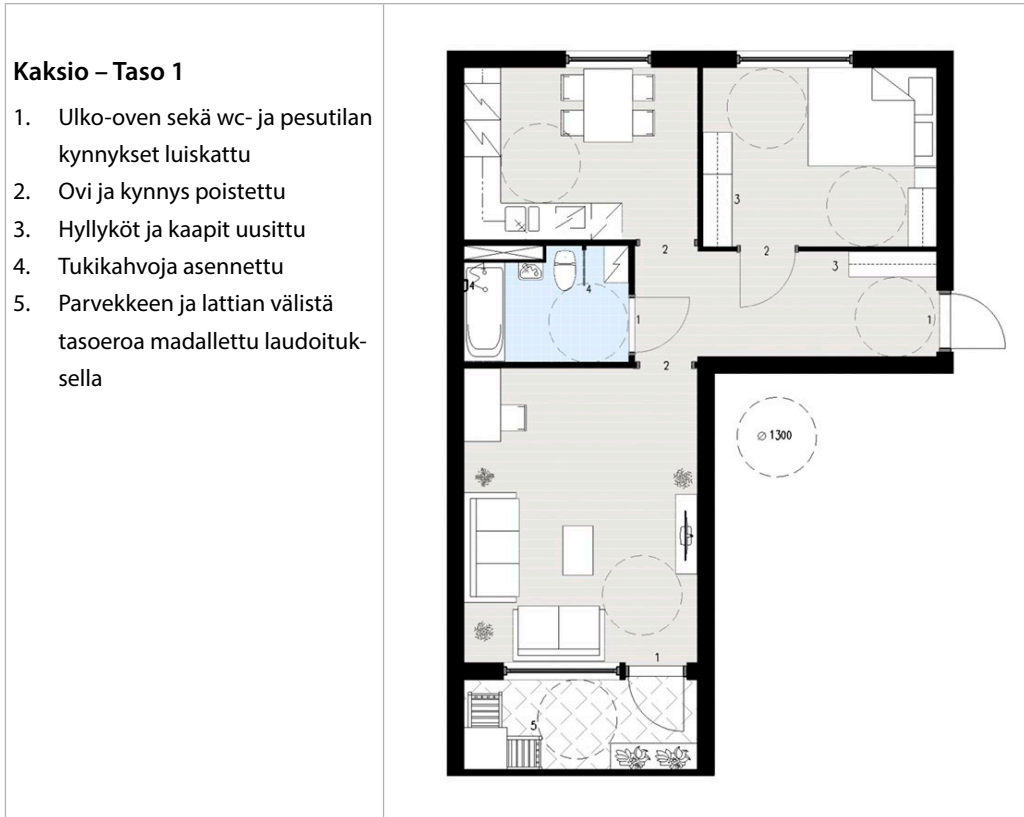 Kaksio – Taso 1
1. Ulko-oven sekä wc- ja pesutilan
kynnykset luiskattu
2. Ovi ja kynnys poistettu
3. Hyllyköt ja kaapit uusittu
4. Tukikahvoja asennettu
5. Parvekkeen ja lattian välistä
tasoeroa madallettu laudoituk-
sella
3
2
2
3
4
4
1
1
2
⌀ 1300
1
5